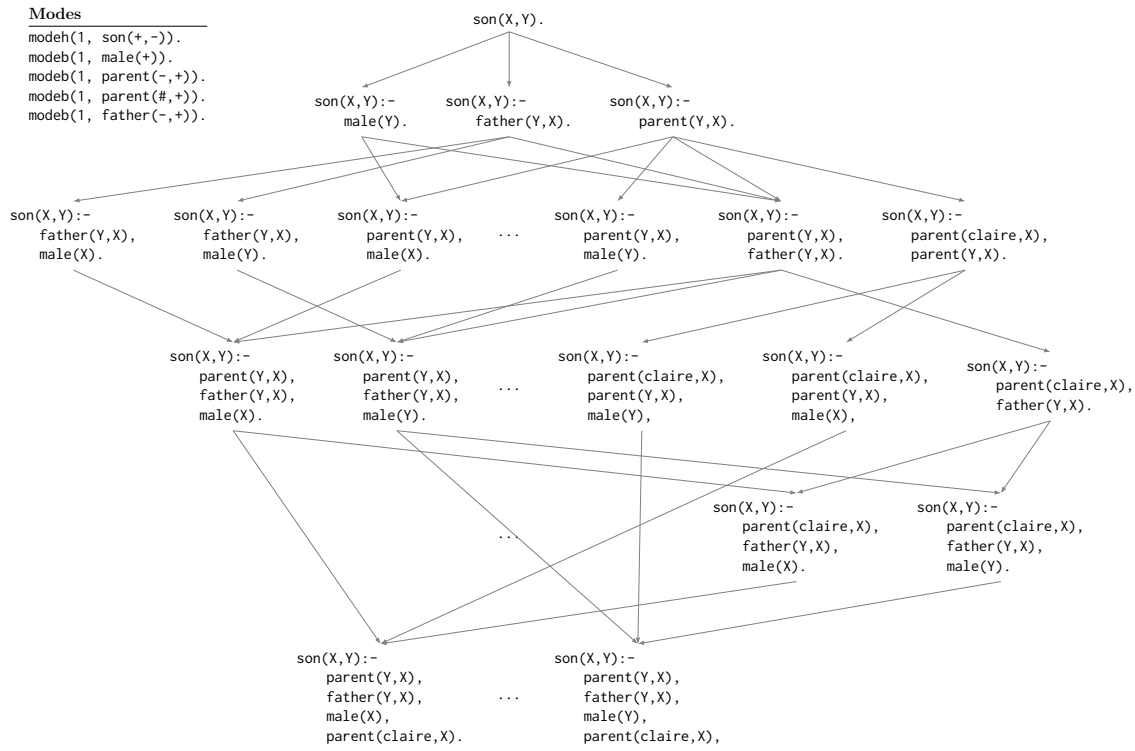 Modes
modeh(1, son(+,-)).
modeb(1, male(+)).
modeb(1, parent(-,+)).
modeb(1, parent(#,+)).
modeb(1, father(-,+)).
son(X,Y).
son(X,Y):-
male(Y).
son(X,Y):-
father(Y,X).
son(X,Y):-
parent(Y,X).
son(X,Y):-
father(Y,X),
male(X).
son(X,Y):-
father(Y,X),
male(Y).
son(X,Y):-
parent(Y,X),
male(X).
...
son(X,Y):-
parent(Y,X),
male(Y).
son(X,Y):-
parent(Y,X),
father(Y,X).
son(X,Y):-
parent(claire,X),
parent(Y,X).
son(X,Y):-
parent(Y,X),
father(Y,X),
male(X).
son(X,Y):-
parent(Y,X),
father(Y,X),
male(Y).
...
son(X,Y):-
parent(claire,X),
parent(Y,X),
male(Y),
son(X,Y):-
parent(claire,X),
parent(Y,X),
male(X),
son(X,Y):-
parent(claire,X),
father(Y,X).
...
son(X,Y):-
parent(claire,X),
father(Y,X),
male(X).
son(X,Y):-
parent(claire,X),
father(Y,X),
male(Y).
son(X,Y):-
parent(Y,X),
father(Y,X),
male(X),
parent(claire,X).
...
son(X,Y):-
parent(Y,X),
father(Y,X),
male(Y),
parent(claire,X),